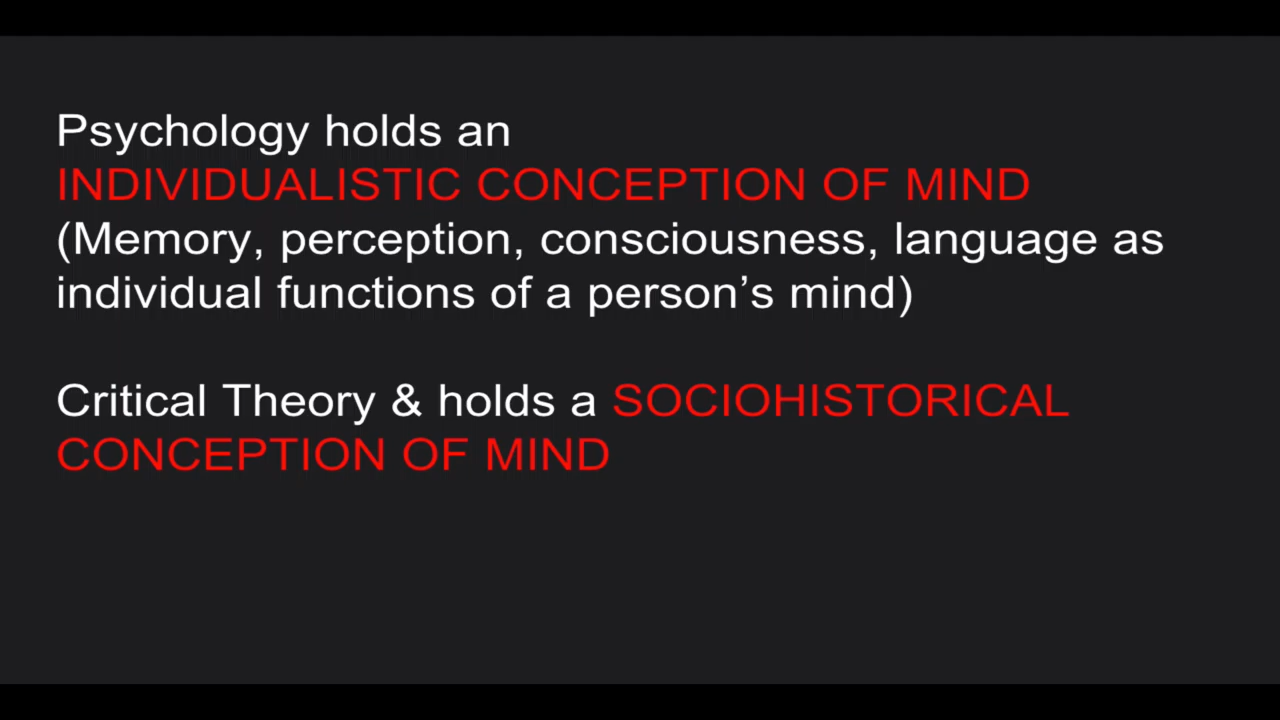 Psychology holds an
INDIVIDUALISTIC CONCEPTION OF MIND
(Memory, perception, consciousness, language as
individual functions of a person’s mind)
Critical Theory & holds a SOCIOHISTORICAL
CONCEPTION OF MIND